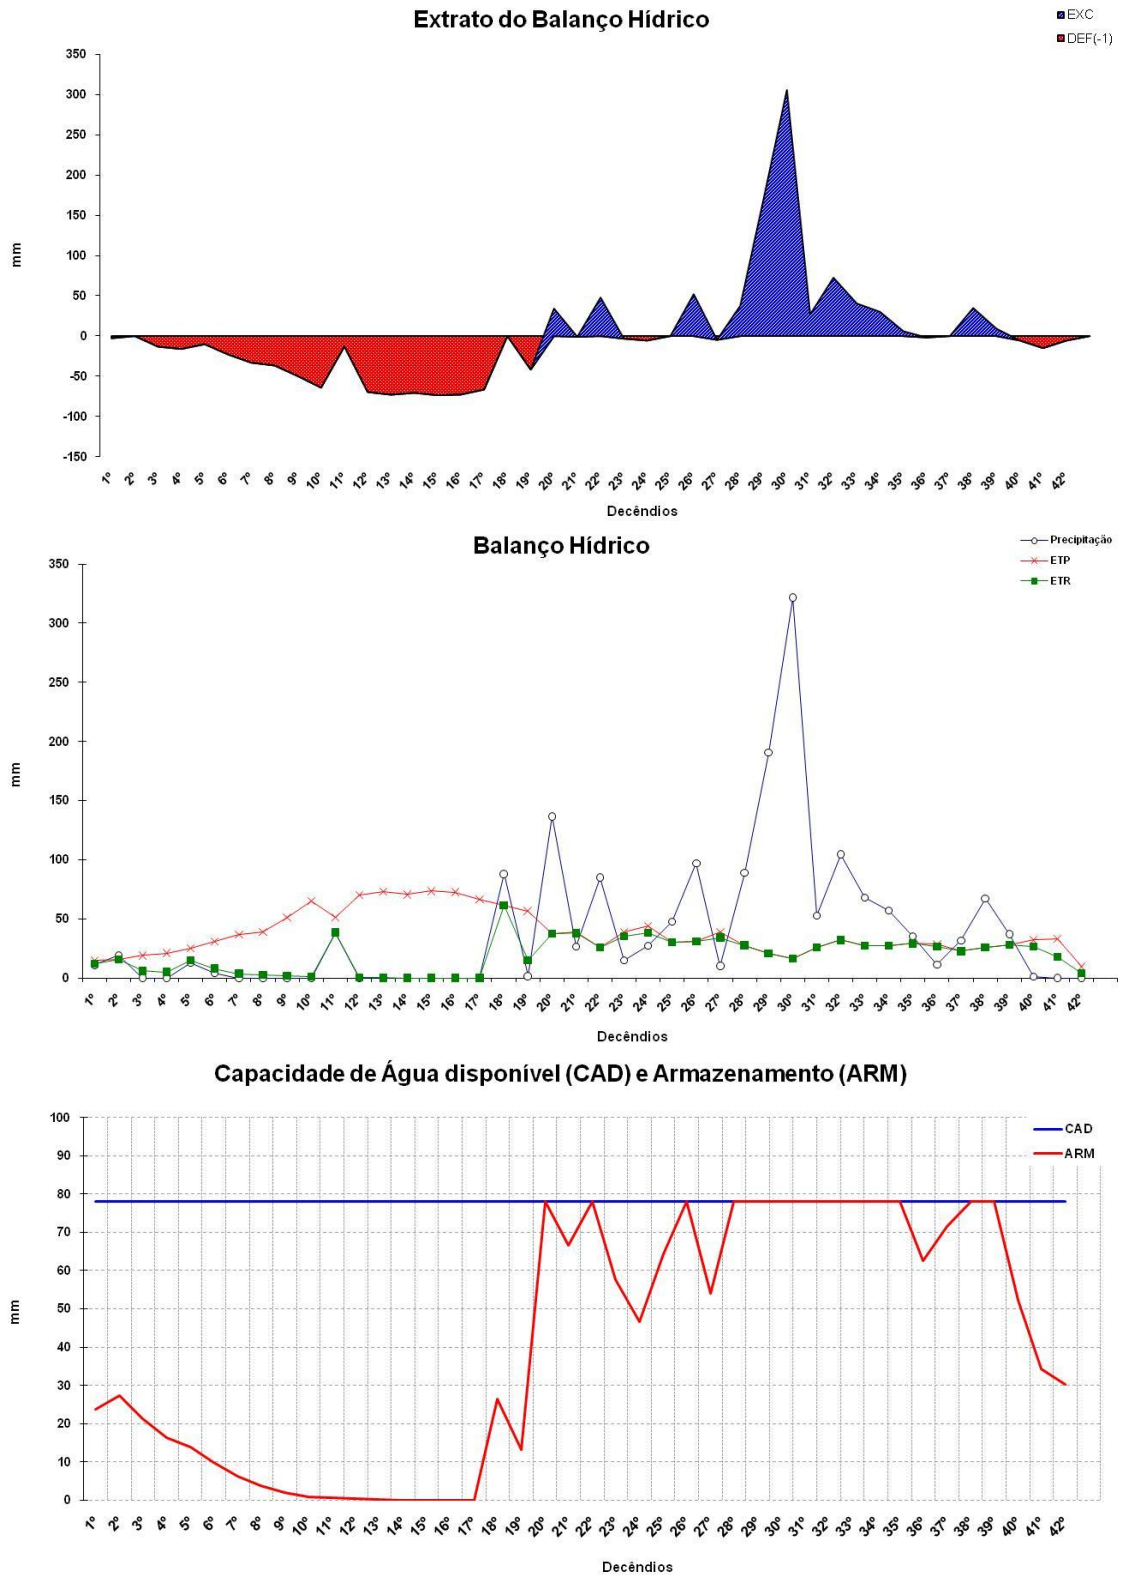 Extrato do Balanço Hídrico
EXC
DEF(-1)
350
300
250
200
150
100
50
0
-50
-100
-150
mm
1º 2º 3º 4º 5º 6º 7º 8º 9º 10º 11º 12º 13º 14º 15º 16º 17º 18º 19º 20º 21º 22º 23º 24º 25º 26º 27º 28º 29º 30º 31º 32º 33º 34º 35º 36º 37º 38º 39º 40º 41º 42º
Decêndios
Balanço Hídrico
Precipitação
ETP
ETR
350
300
250
200
150
100
50
0
mm
1º 2º 3º 4º 5º 6º 7º 8º 9º 10º 11º 12º 13º 14º 15º 16º 17º 18º 19º 20º 21º 22º 23º 24º 25º 26º 27º 28º 29º 30º 31º 32º 33º 34º 35º 36º 37º 38º 39º 40º 41º 42º
Decêndios
Capacidade de Água disponível (CAD) e Armazenamento (ARM)
CAD
ARM
100
90
80
70
60
50
40
30
20
10
0
mm
1º 2º 3º 4º 5º 6º 7º 8º 9º 10º 11º 12º 13º 14º 15º 16º 17º 18º 19º 20º 21º 22º 23º 24º 25º 26º 27º 28º 29º 30º 31º 32º 33º 34º 35º 36º 37º 38º 39º 40º 41º 42º
Decêndios